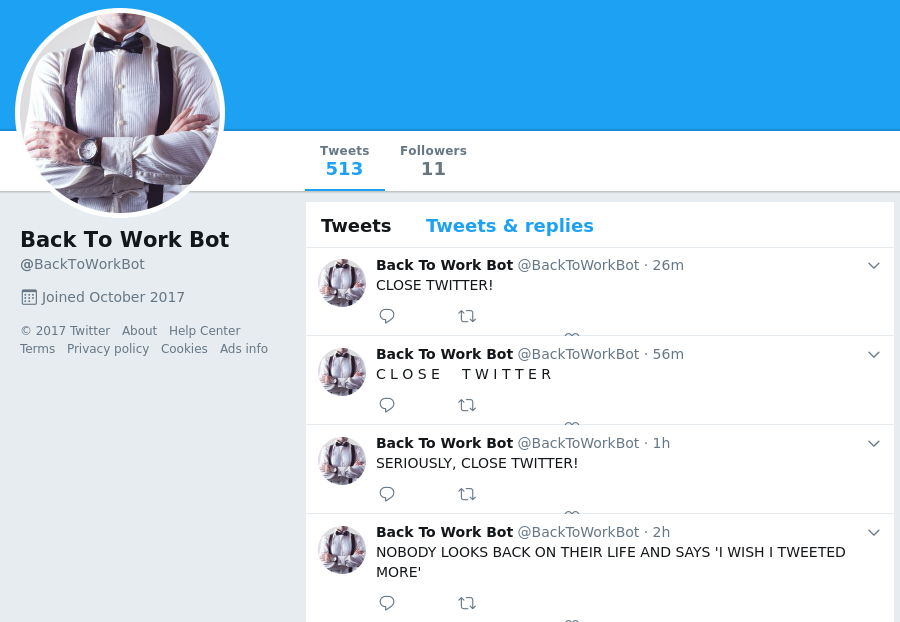 Tweets Followers
513 11
Back To Work Bot
@BackToWorkBot
Joined October 2017
© 2017 Twitter About Help Center
Terms Privacy policy Cookies Ads info
Tweets Tweets & replies
Back To Work Bot @BackToWorkBot · 26m
CLOSE TWITTER!
Back To Work Bot @BackToWorkBot · 56m
C L O S E T W I T T E R
Back To Work Bot @BackToWorkBot · 1h
SERIOUSLY, CLOSE TWITTER!
Back To Work Bot @BackToWorkBot · 2h
NOBODY LOOKS BACK ON THEIR LIFE AND SAYS 'I WISH I TWEETED
MORE'